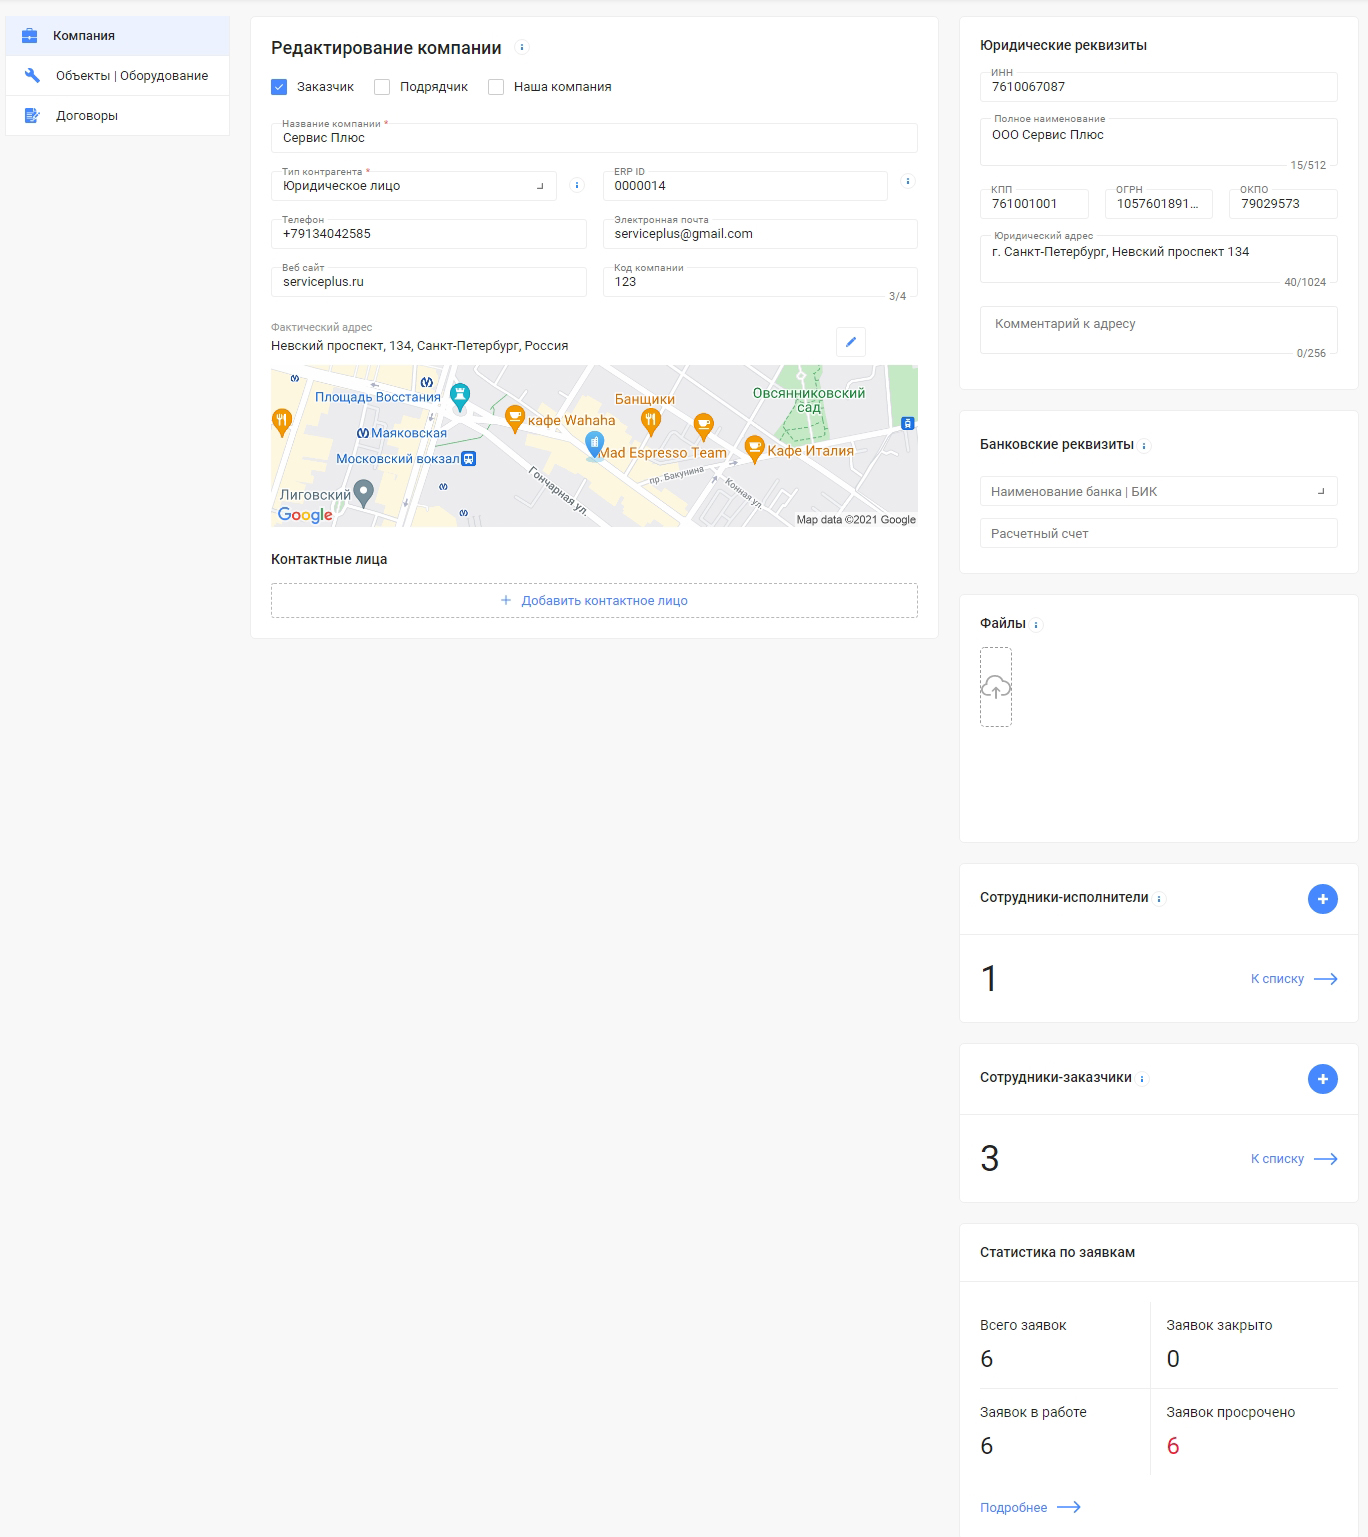 Компания
Объекты | Оборудование
Договоры
Редактирование компании
Заказчик
Подрядчик
Наша компания
Название компании *
Сервис Плюс
Тип контрагента *
Юридическое лицо
ERP ID
0000014
Телефон
+79134042585
Электронная почта
serviceplus@gmail.com
Веб сайт
serviceplus.ru
Код компании
123
3/4
Фактический адрес
Невский проспект, 134, Санкт-Петербург, Россия
Площадь Восстания
Маяковская
Московский вокзал
Лиговский
кафе Wahaha
Банщики
Mad Espresso Team
Овсянниковский
сад
Кафе Италия
пр. Бакунина
Гончарная ул.
Конная ул.
Google
Map data ©2021 Google
Контактные лица
+ Добавить контактное лицо
Юридические реквизиты
ИНН
7610067087
Полное наименование
ООО Сервис Плюс
15/512
КПП
761001001
ОГРН
1057601891...
ОКПО
79029573
Юридический адрес
г. Санкт-Петербург, Невский проспект 134
40/1024
Комментарий к адресу
0/256
Банковские реквизиты
Наименование банка | БИК
Расчетный счет
Файлы
Сотрудники-исполнители
1
К списку
Сотрудники-заказчики
3
К списку
Статистика по заявкам
Всего заявок
6
Заявок закрыто
0
Заявок в работе
6
Заявок просрочено
6
Подробнее